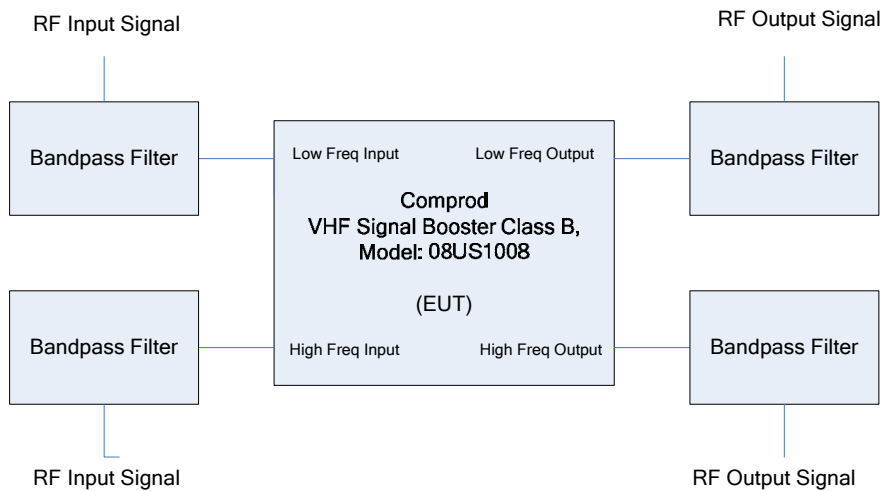 RF Input Signal
RF Output Signal
Bandpass Filter
Low Freq Input
Low Freq Output
Bandpass Filter
Comprod
VHF Signal Booster Class B,
Model: 08US1008
(EUT)
Bandpass Filter
High Freq Input
High Freq Output
Bandpass Filter
RF Input Signal
RF Output Signal